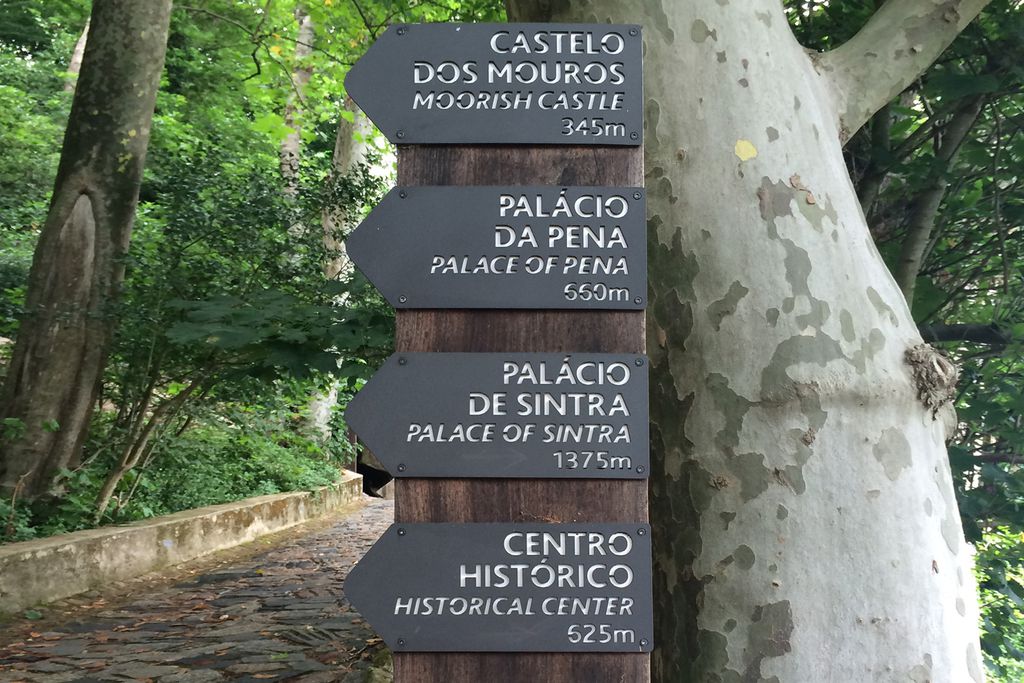 CASTELO
DOS MOUROS
MOORISH CASTLE
345m
PALÁCIO
DA PENA
PALACE OF PENA
660m
PALÁCIO
DE SINTRA
PALACE OF SINTRA
1375m
CENTRO
HISTÓRICO
HISTORICAL CENTER
625m